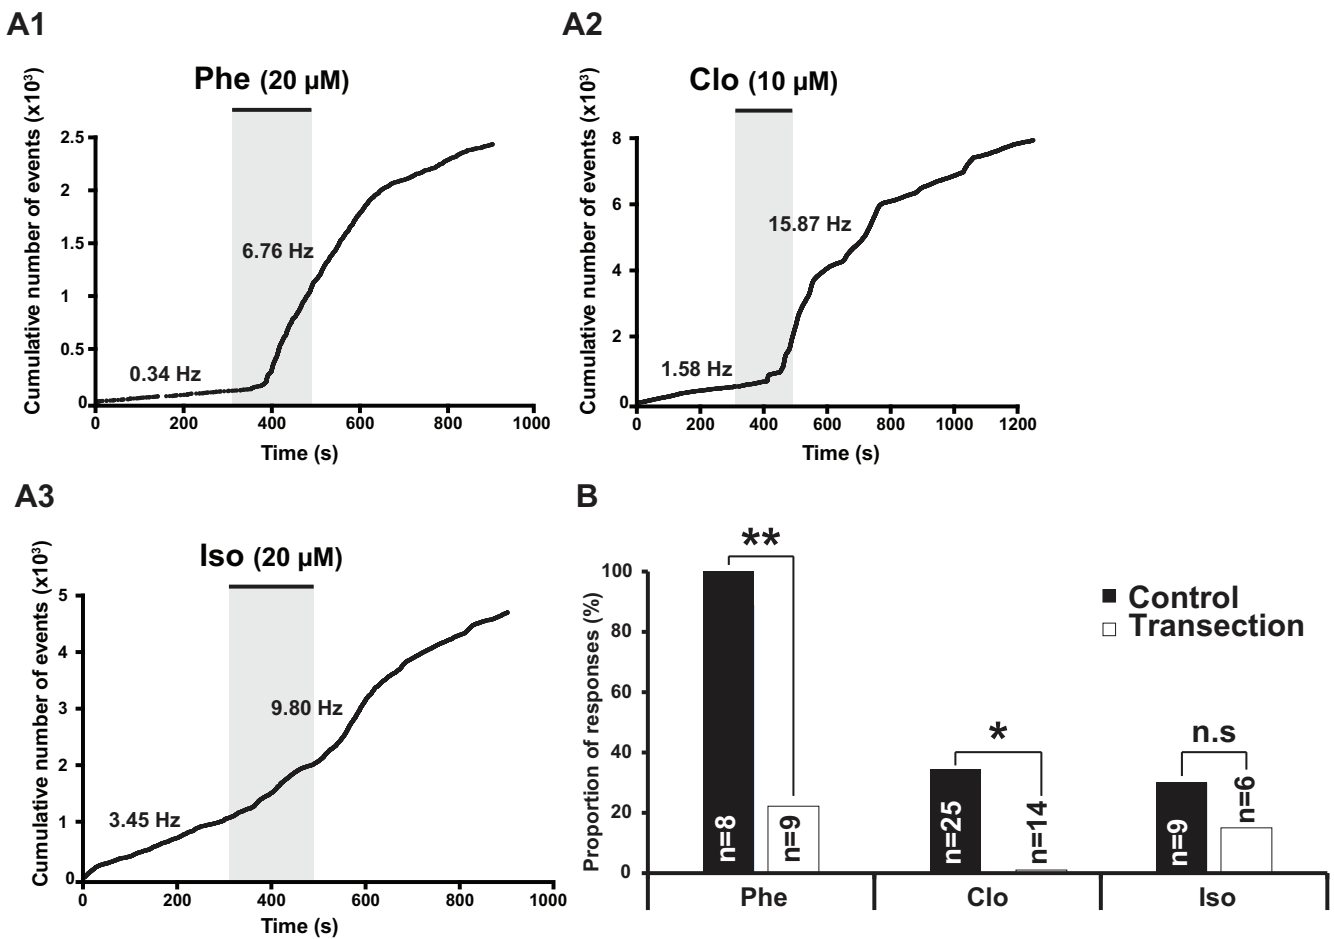 A1
Phe (20 µM)
Cumulative number of events (x10³)
2.5
2
1.5
1
0.5
0
0.34 Hz
6.76 Hz
0 200 400 600 800 1000
Time (s)
A2
Clo (10 µM)
Cumulative number of events (x10³)
8
6
4
2
0
1.58 Hz
15.87 Hz
0 200 400 600 800 1000 1200
Time (s)
A3
Iso (20 µM)
Cumulative number of events (x10³)
5
4
3
2
1
0
3.45 Hz
9.80 Hz
0 200 400 600 800 1000
Time (s)
B
Proportion of responses (%)
100
80
60
40
20
0
**
*
n.s
Control
Transection
n=8
n=9
n=25
n=14
n=9
n=6
Phe Clo Iso